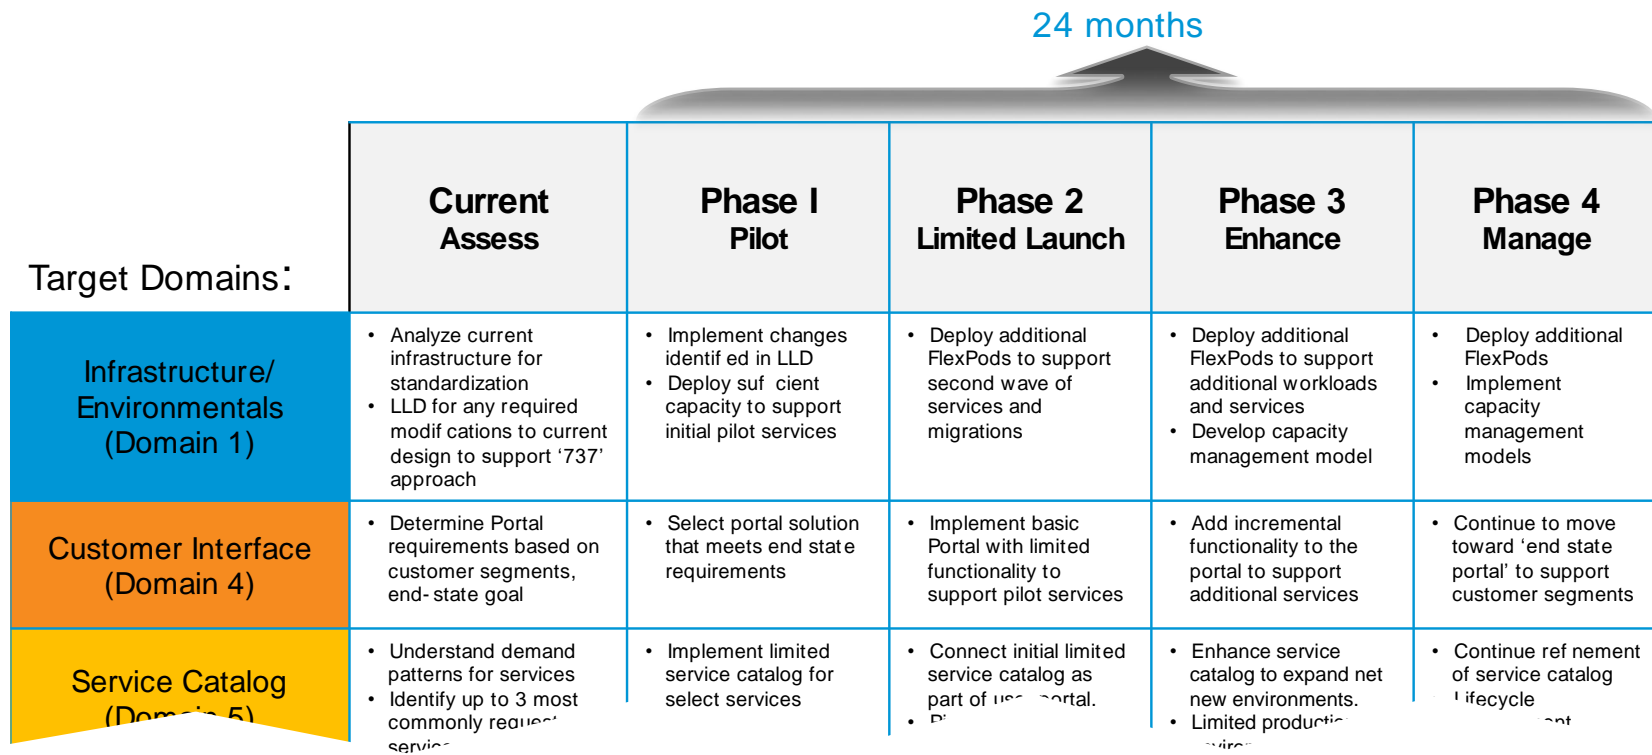 24 months
Current
Assess
Phase I
Pilot
Phase 2
Limited Launch
Phase 3
Enhance
Phase 4
Manage
Target Domains:
Infrastructure/
Environmentals
(Domain 1)
• Analyze current
infrastructure for
standardization
• LLD for any required
modif cations to current
design to support ‘737’
approach
• Implement changes
identif ed in LLD
• Deploy suf cient
capacity to support
initial pilot services
• Deploy additional
FlexPods to support
second wave of
services and
migrations
• Deploy additional
FlexPods to support
additional workloads
and services
• Develop capacity
management model
• Deploy additional
FlexPods
• Implement
capacity
management
models
Customer Interface
(Domain 4)
• Determine Portal
requirements based on
customer segments,
end- state goal
• Select portal solution
that meets end state
requirements
• Implement basic
Portal with limited
functionality to
support pilot services
• Add incremental
functionality to the
portal to support
additional services
• Continue to move
toward ‘end state
portal’ to support
customer segments
Service Catalog
(Domain 5)
• Understand demand
patterns for services
• Identify up to 3 most
commonly
• Implement limited
service catalog for
select services
• Connect initial limited
service catalog as
part of
• Enhance service
catalog to expand net
new environments.
• Limited
• Continue ref nement
of service catalog
Lifecycle